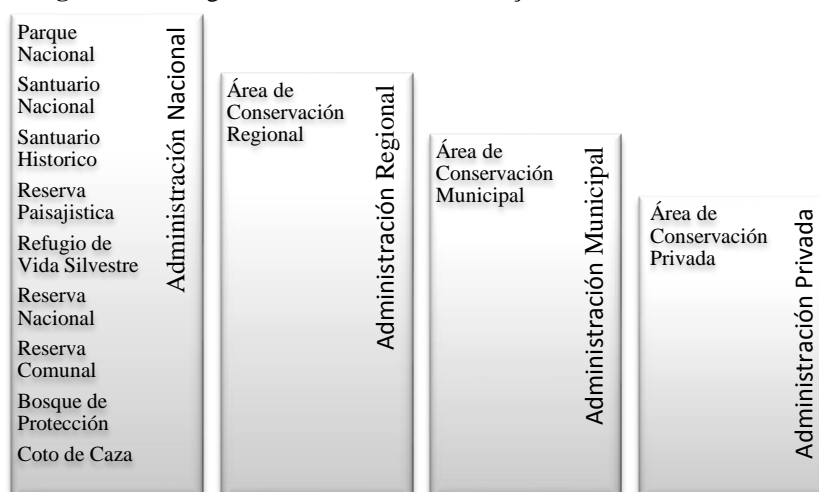 Parque
Nacional
Santuario
Nacional
Santuario
Historico
Reserva
Paisajistica
Refugio de
Vida Silvestre
Reserva
Nacional
Reserva
Comunal
Bosque de
Protección
Coto de Caza
Administración Nacional
Área de
Conservación
Regional
Administración Regional
Área de
Conservación
Municipal
Administración Municipal
Área de
Conservación
Privada
Administración Privada